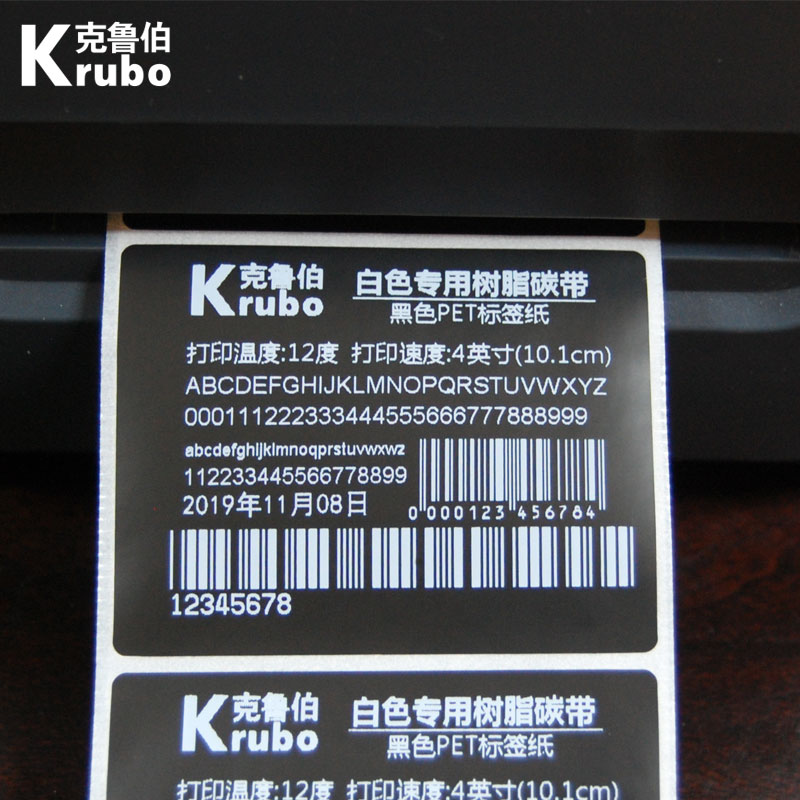 克鲁伯
Krubo
克鲁伯
Krubo
白色专用树脂碳带
黑色PET标签纸
打印温度:12度 打印速度:4英寸(10.1cm)
ABCDEFGHIJKLMNOPQRSTUVWXYZ
000111222333444555666777888999
abcdefghijklmnoqprstuvwxwz
112233445566778899
2019年11月08日
0 000123 456784
12345678
克鲁伯
Krubo
白色专用树脂碳带
黑色PET标签纸
打印温度:12度 打印速度:4英寸(10.1cm)